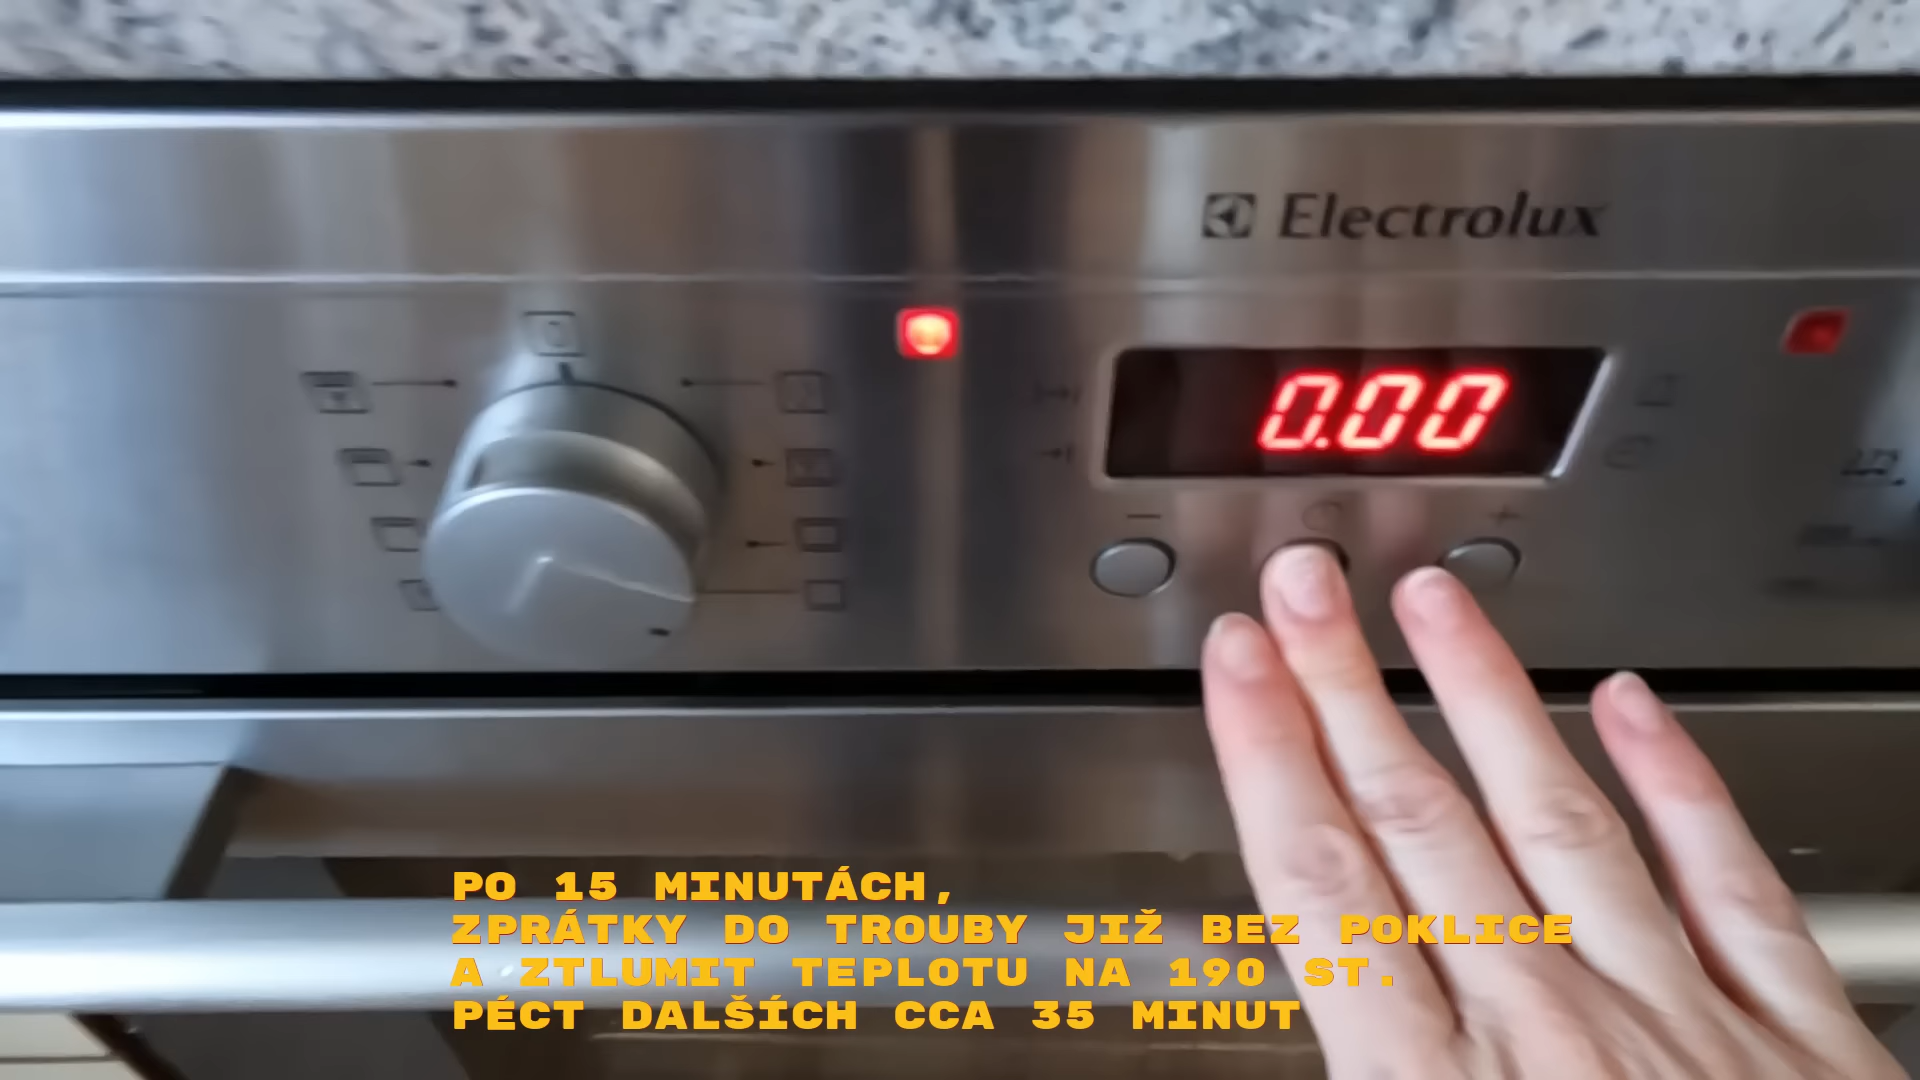 Electrolux
0.00
PO 15 MINUTÁCH,
ZPRÁTKY DO TROUBY JIŽ BEZ POKLICE
A ZTLUMIT TEPLOTU NA 190 ST.
PÉCT DALŠÍCH CCA 35 MINUT